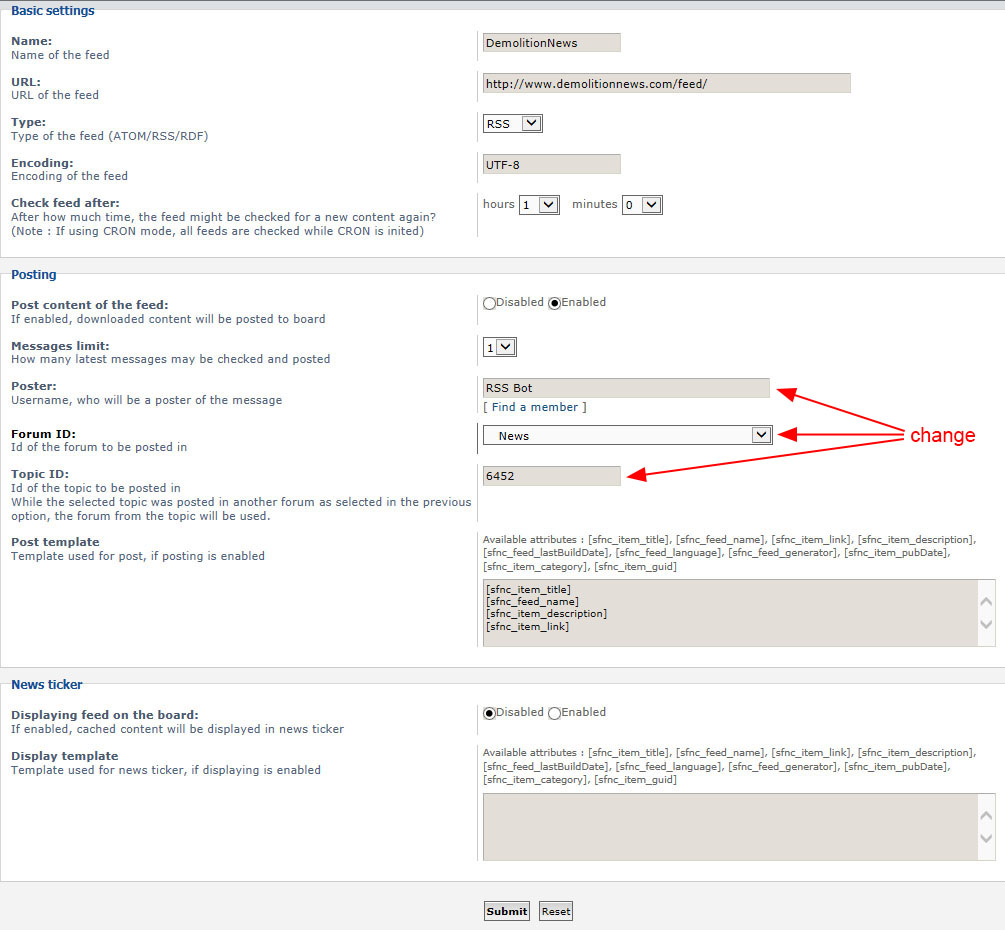 Basic settings
Name:
Name of the feed
DemolitionNews
URL:
URL of the feed
http://www.demolitionnews.com/feed/
Type:
Type of the feed (ATOM/RSS/RDF)
RSS
Encoding:
Encoding of the feed
UTF-8
Check feed after:
After how much time, the feed might be checked for a new content again?
(Note : If using CRON mode, all feeds are checked while CRON is inited)
hours 1 minutes 0
Posting
Post content of the feed:
If enabled, downloaded content will be posted to board
Disabled Enabled
Messages limit:
How many latest messages may be checked and posted
1
Poster:
Username, who will be a poster of the message
RSS Bot
[ Find a member ]
Forum ID:
Id of the forum to be posted in
News
change
Topic ID:
Id of the topic to be posted in
While the selected topic was posted in another forum as selected in the previous
option, the forum from the topic will be used.
6452
Post template
Template used for post, if posting is enabled
Available attributes : [sfnc_item_title], [sfnc_feed_name], [sfnc_item_link], [sfnc_item_description],
[sfnc_feed_lastBuildDate], [sfnc_feed_language], [sfnc_feed_generator], [sfnc_item_pubDate],
[sfnc_item_category], [sfnc_item_guid]
[sfnc_item_title]
[sfnc_feed_name]
[sfnc_item_description]
[sfnc_item_link]
News ticker
Displaying feed on the board:
If enabled, cached content will be displayed in news ticker
Disabled Enabled
Display template
Template used for news ticker, if displaying is enabled
Available attributes : [sfnc_item_title], [sfnc_feed_name], [sfnc_item_link], [sfnc_item_description],
[sfnc_feed_lastBuildDate], [sfnc_feed_language], [sfnc_feed_generator], [sfnc_item_pubDate],
[sfnc_item_category], [sfnc_item_guid]
Submit Reset